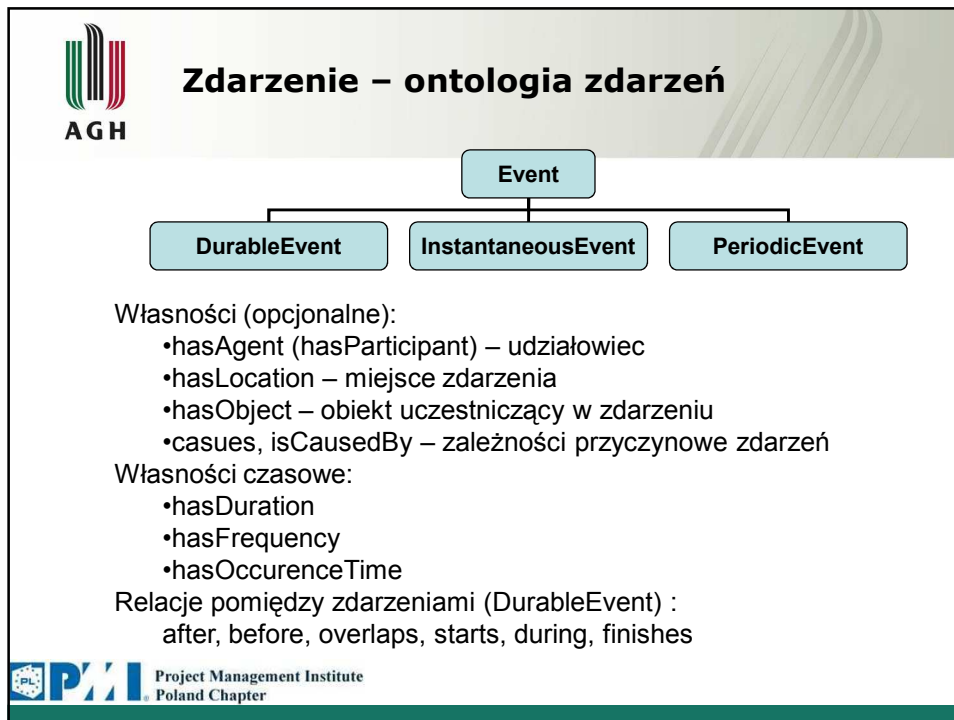 AGH
Zdarzenie – ontologia zdarzeń
Event
DurableEvent InstantaneousEvent PeriodicEvent
Własności (opcjonalne):
•hasAgent (hasParticipant) – udziałowiec
•hasLocation – miejsce zdarzenia
•hasObject – obiekt uczestniczący w zdarzeniu
•casues, isCausedBy – zależności przyczynowe zdarzeń
Własności czasowe:
•hasDuration
•hasFrequency
•hasOccurenceTime
Relacje pomiędzy zdarzeniami (DurableEvent) :
after, before, overlaps, starts, during, finishes
PL PMI ® Project Management Institute
Poland Chapter